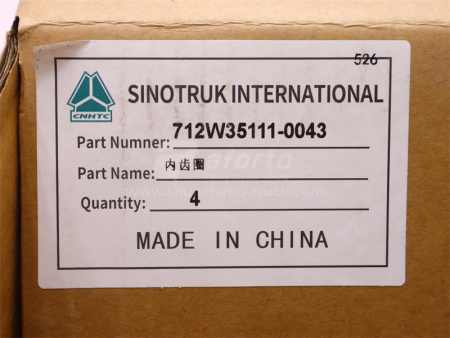 526
CNHTC
SINOTRUK INTERNATIONAL
Part Numner: 712W35111-0043
Part Name: 内齿圈
Quantity: 4
MADE IN CHINA